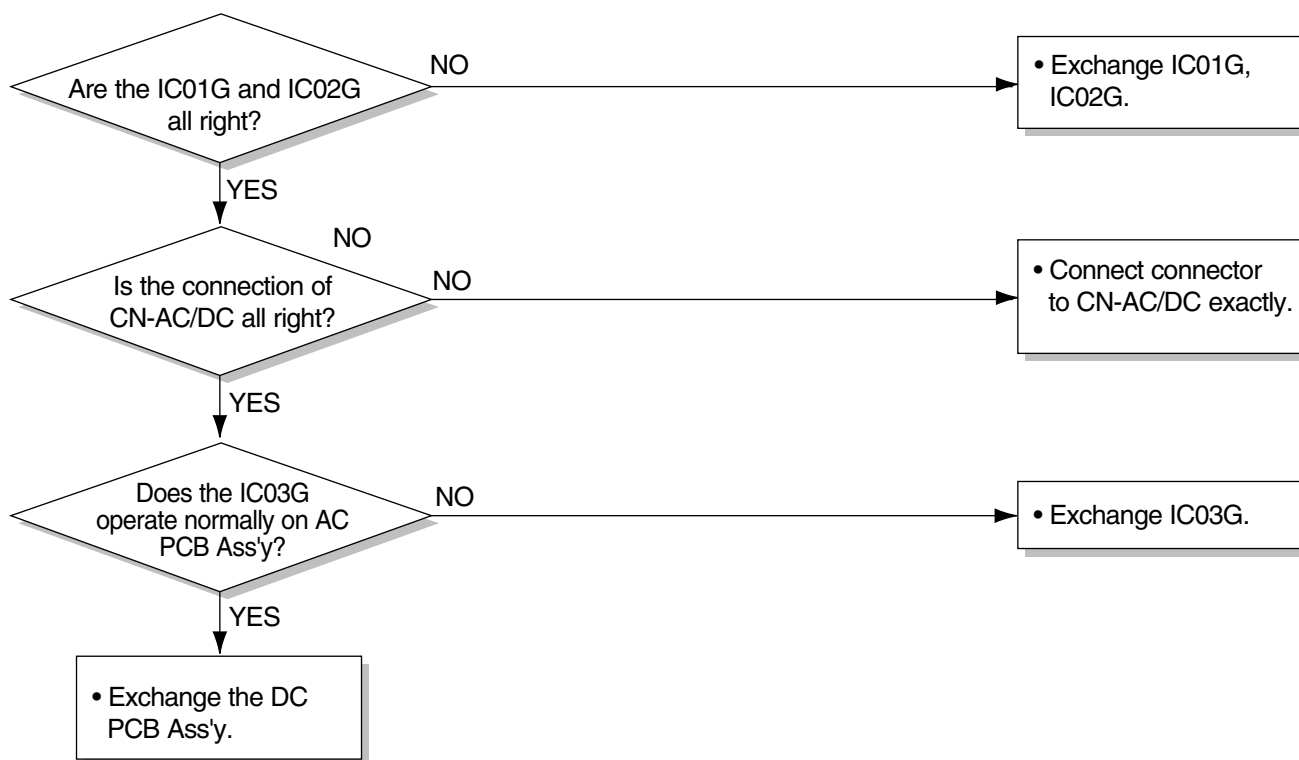 Are the IC01G and IC02G
all right?
NO
• Exchange IC01G,
IC02G.
YES
NO
Is the connection of
CN-AC/DC all right?
NO
• Connect connector
to CN-AC/DC exactly.
YES
Does the IC03G
operate normally on AC
PCB Ass'y?
NO
• Exchange IC03G.
YES
• Exchange the DC
PCB Ass'y.